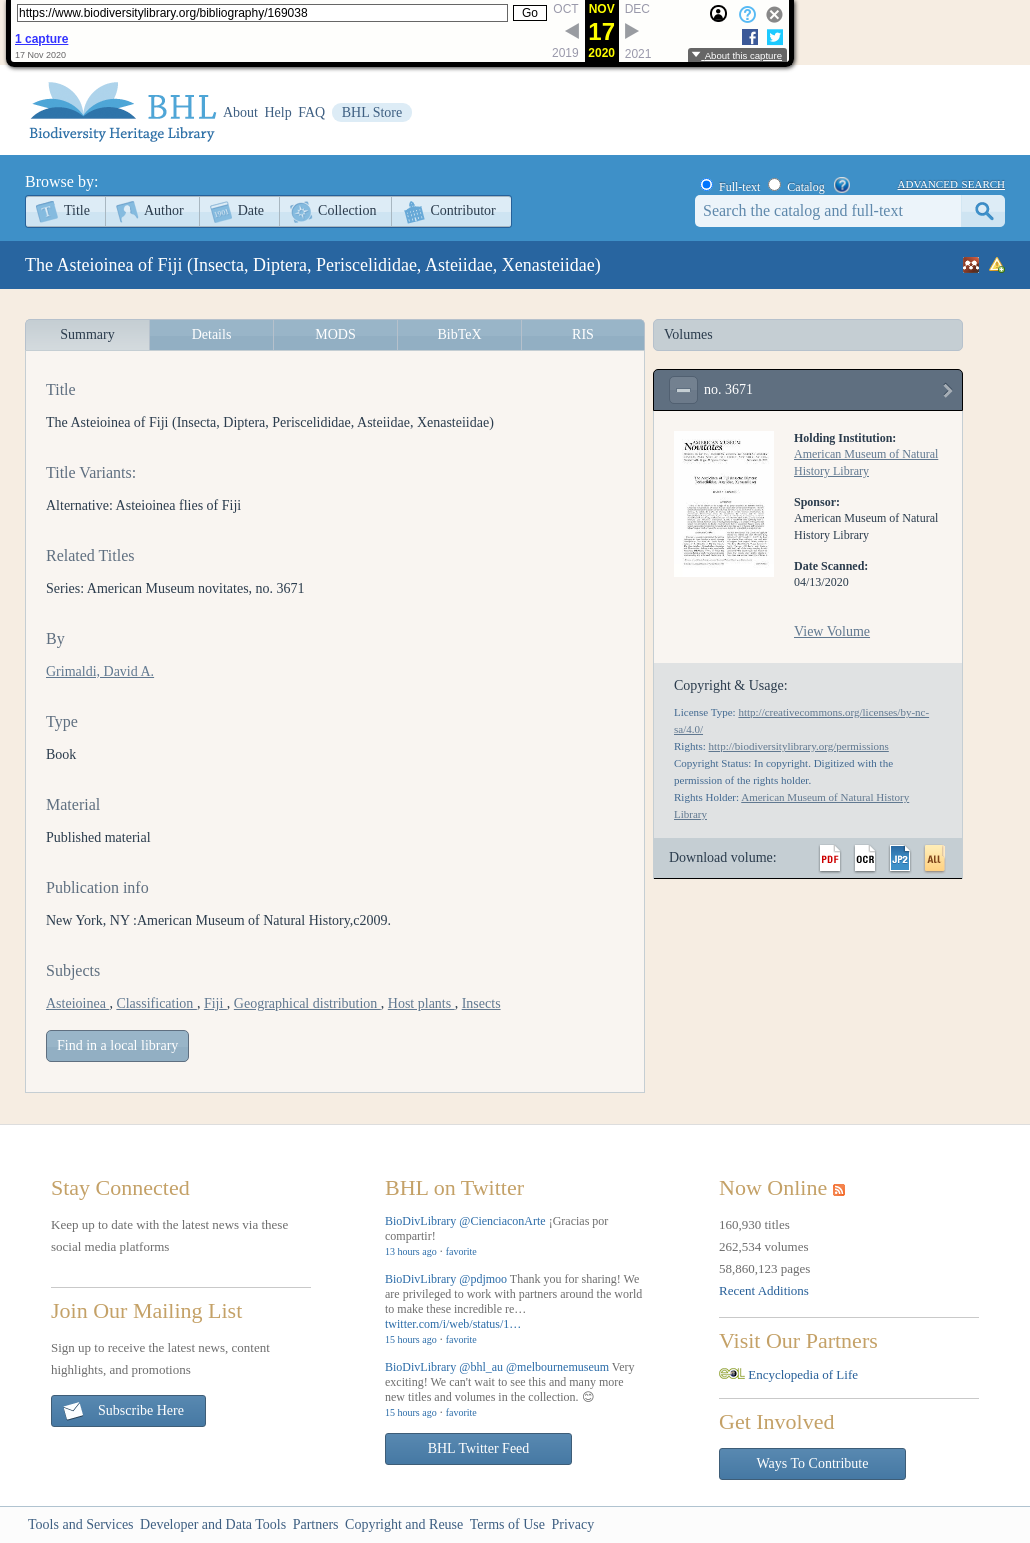 https://www.biodiversitylibrary.org/bibliography/169038
Go
OCT NOV DEC
17
2019 2020 2021
1 capture
17 Nov 2020
About this capture
BHL
Biodiversity Heritage Library
About Help FAQ BHL Store
Browse by:
Title Author Date Collection Contributor
Full-text Catalog ADVANCED SEARCH
Search the catalog and full-text
The Asteioinea of Fiji (Insecta, Diptera, Periscelididae, Asteiidae, Xenasteiidae)
Summary Details MODS BibTeX RIS
Title
The Asteioinea of Fiji (Insecta, Diptera, Periscelididae, Asteiidae, Xenasteiidae)
Title Variants:
Alternative: Asteioinea flies of Fiji
Related Titles
Series: American Museum novitates, no. 3671
By
Grimaldi, David A.
Type
Book
Material
Published material
Publication info
New York, NY :American Museum of Natural History,c2009.
Subjects
Asteioinea , Classification , Fiji , Geographical distribution , Host plants , Insects
Find in a local library
Volumes
no. 3671
AMERICAN MUSEUM
Novitates
Holding Institution:
American Museum of Natural
History Library
Sponsor:
American Museum of Natural
History Library
Date Scanned:
04/13/2020
View Volume
Copyright & Usage:
License Type: http://creativecommons.org/licenses/by-nc-
sa/4.0/
Rights: http://biodiversitylibrary.org/permissions
Copyright Status: In copyright. Digitized with the
permission of the rights holder.
Rights Holder: American Museum of Natural History
Library
Download volume: PDF OCR JP2 ALL
Stay Connected
Keep up to date with the latest news via these
social media platforms
Join Our Mailing List
Sign up to receive the latest news, content
highlights, and promotions
Subscribe Here
BHL on Twitter
BioDivLibrary @CienciaconArte ¡Gracias por
compartir!
13 hours ago · favorite
BioDivLibrary @pdjmoo Thank you for sharing! We
are privileged to work with partners around the world
to make these incredible re…
twitter.com/i/web/status/1…
15 hours ago · favorite
BioDivLibrary @bhl_au @melbournemuseum Very
exciting! We can't wait to see this and many more
new titles and volumes in the collection. 😊
15 hours ago · favorite
BHL Twitter Feed
Now Online
160,930 titles
262,534 volumes
58,860,123 pages
Recent Additions
Visit Our Partners
Encyclopedia of Life
Get Involved
Ways To Contribute
Tools and Services Developer and Data Tools Partners Copyright and Reuse Terms of Use Privacy